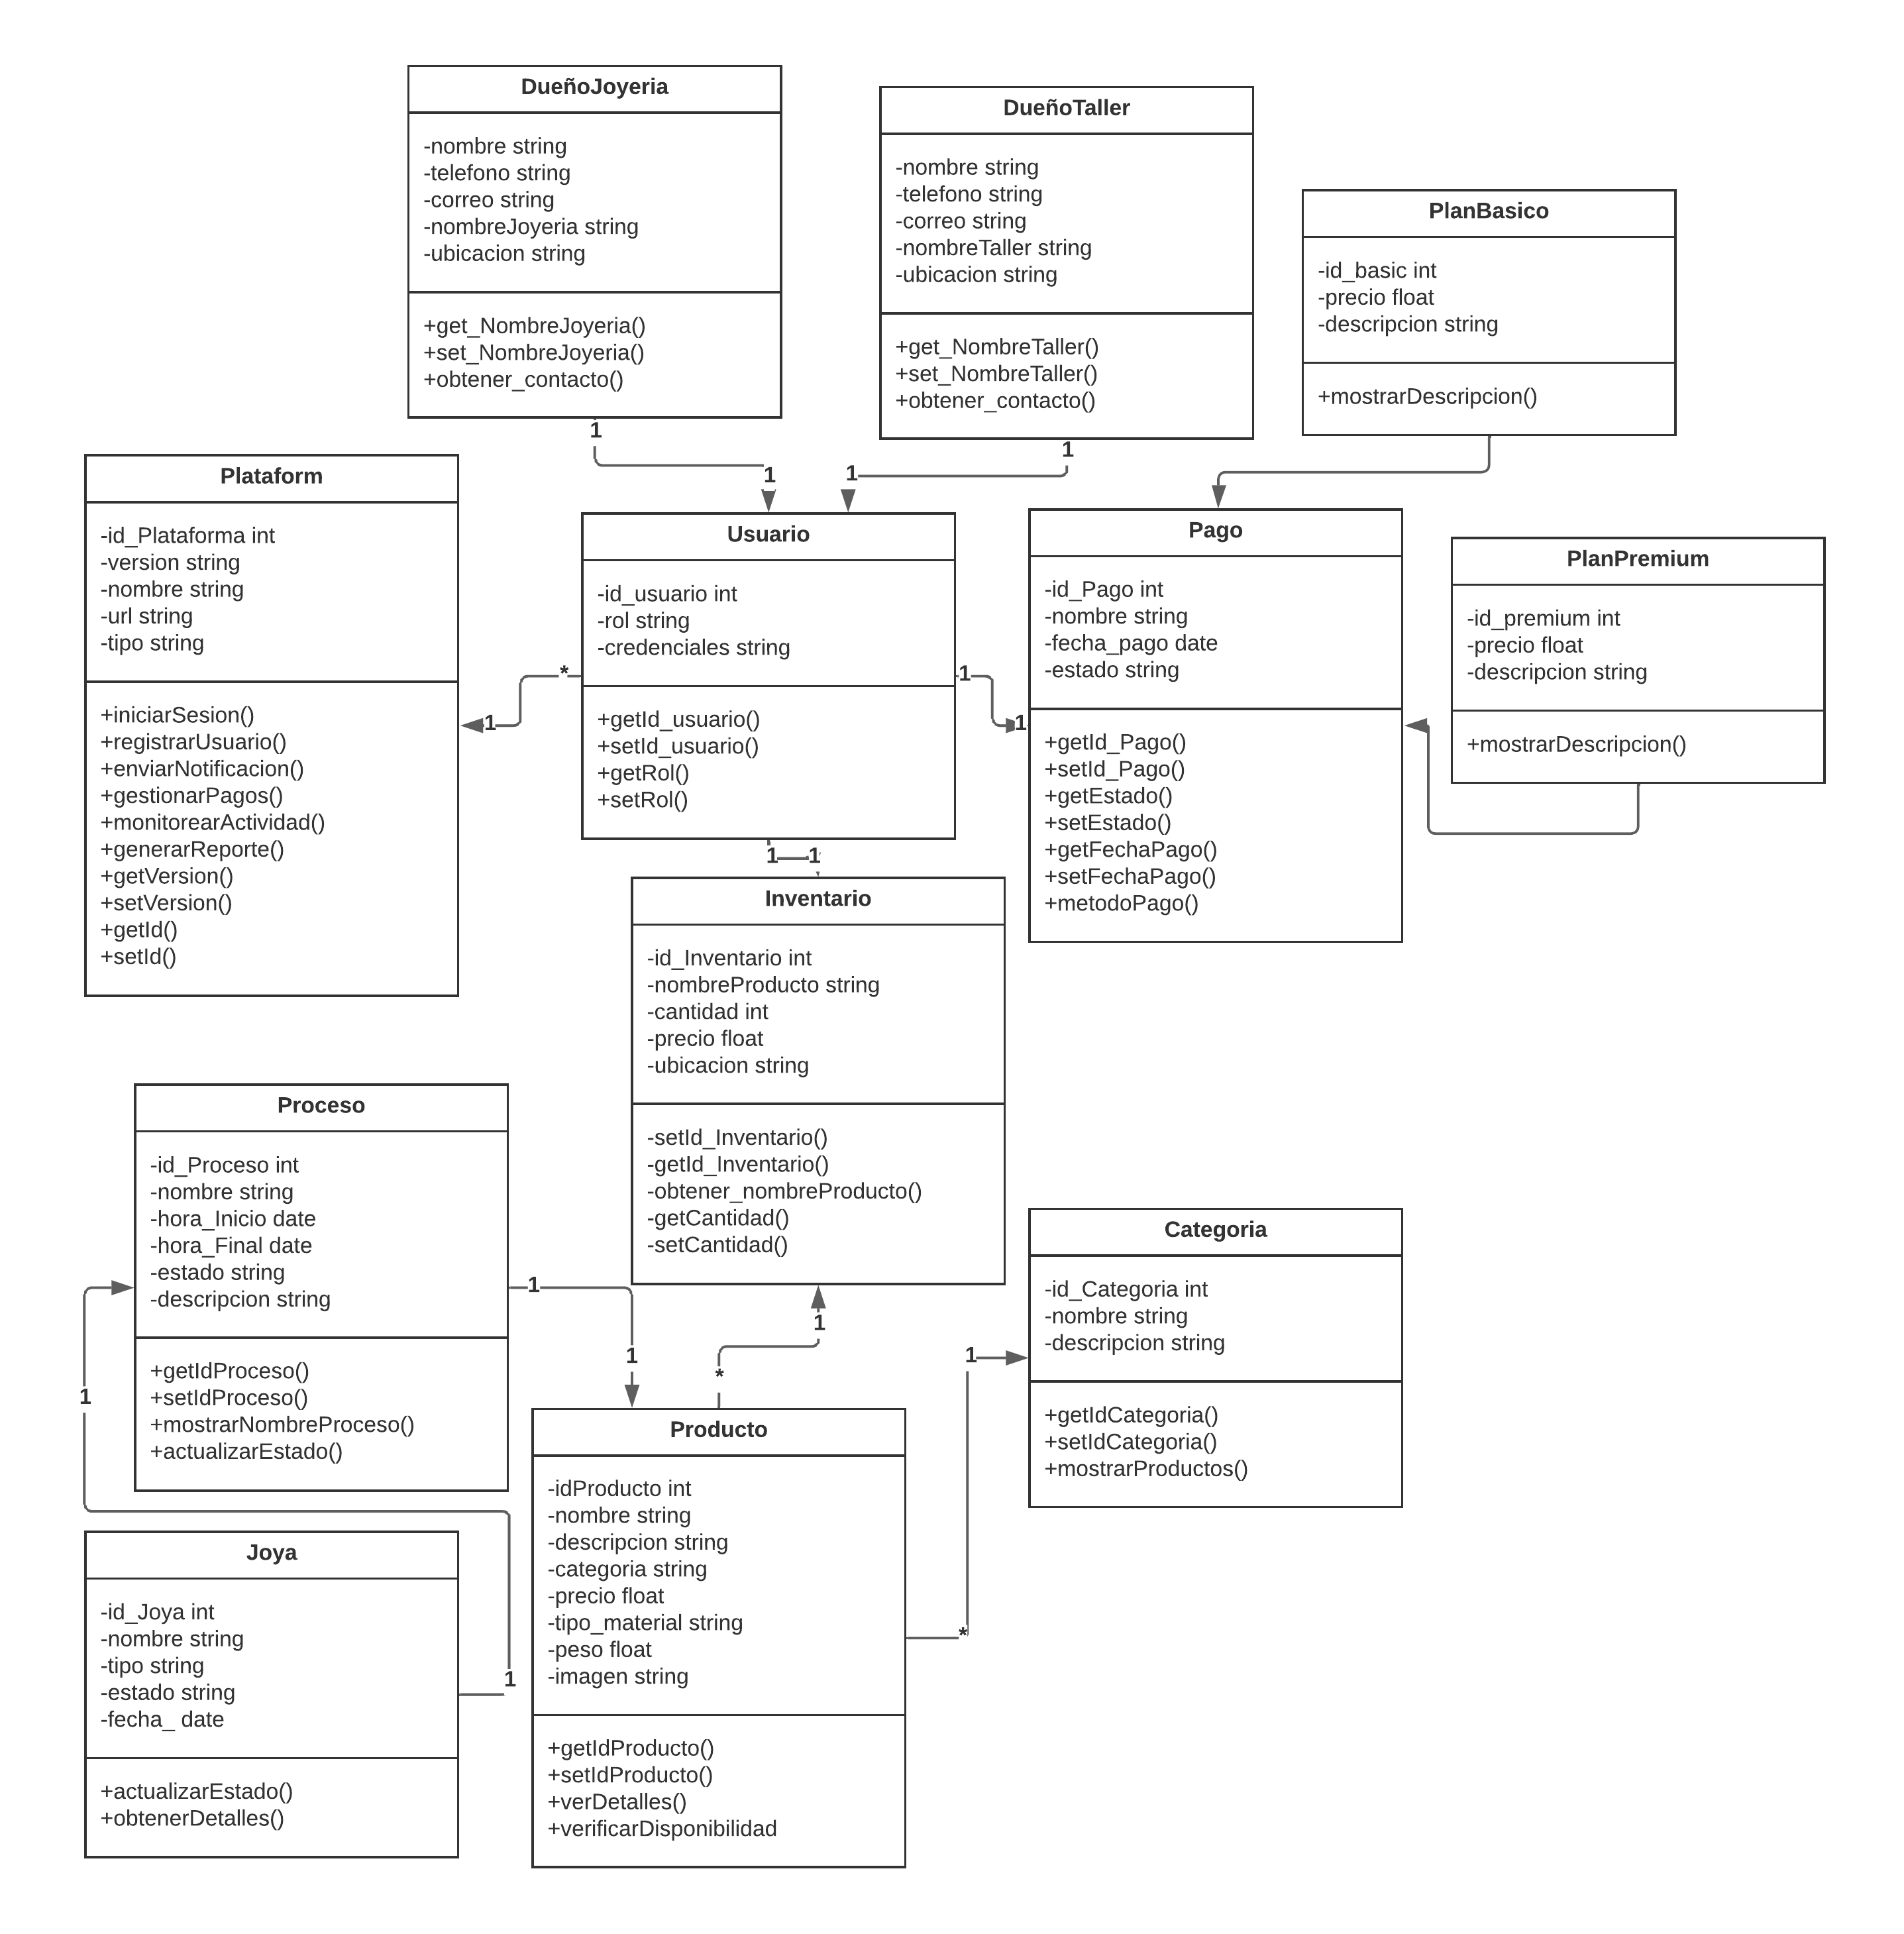 DueñoJoyeria
-nombre string
-telefono string
-correo string
-nombreJoyeria string
-ubicacion string
+get_NombreJoyeria()
+set_NombreJoyeria()
+obtener_contacto()
1
1
DueñoTaller
-nombre string
-telefono string
-correo string
-nombreTaller string
-ubicacion string
+get_NombreTaller()
+set_NombreTaller()
+obtener_contacto()
1
1
PlanBasico
-id_basic int
-precio float
-descripcion string
+mostrarDescripcion()
Plataform
-id_Plataforma int
-version string
-nombre string
-url string
-tipo string
+iniciarSesion()
+registrarUsuario()
+enviarNotificacion()
+gestionarPagos()
+monitorearActividad()
+generarReporte()
+getVersion()
+setVersion()
+getId()
+setId()
*
1
Usuario
-id_usuario int
-rol string
-credenciales string
+getId_usuario()
+setId_usuario()
+getRol()
+setRol()
1
1
1
1
Pago
-id_Pago int
-nombre string
-fecha_pago date
-estado string
+getId_Pago()
+setId_Pago()
+getEstado()
+setEstado()
+getFechaPago()
+setFechaPago()
+metodoPago()
PlanPremium
-id_premium int
-precio float
-descripcion string
+mostrarDescripcion()
Inventario
-id_Inventario int
-nombreProducto string
-cantidad int
-precio float
-ubicacion string
-setId_Inventario()
-getId_Inventario()
-obtener_nombreProducto()
-getCantidad()
-setCantidad()
Proceso
-id_Proceso int
-nombre string
-hora_Inicio date
-hora_Final date
-estado string
-descripcion string
+getIdProceso()
+setIdProceso()
+mostrarNombreProceso()
+actualizarEstado()
1
1
1
*
1
Categoria
-id_Categoria int
-nombre string
-descripcion string
+getIdCategoria()
+setIdCategoria()
+mostrarProductos()
1
*
Producto
-idProducto int
-nombre string
-descripcion string
-categoria string
-precio float
-tipo_material string
-peso float
-imagen string
+getIdProducto()
+setIdProducto()
+verDetalles()
+verificarDisponibilidad
Joya
-id_Joya int
-nombre string
-tipo string
-estado string
-fecha_ date
+actualizarEstado()
+obtenerDetalles()
1